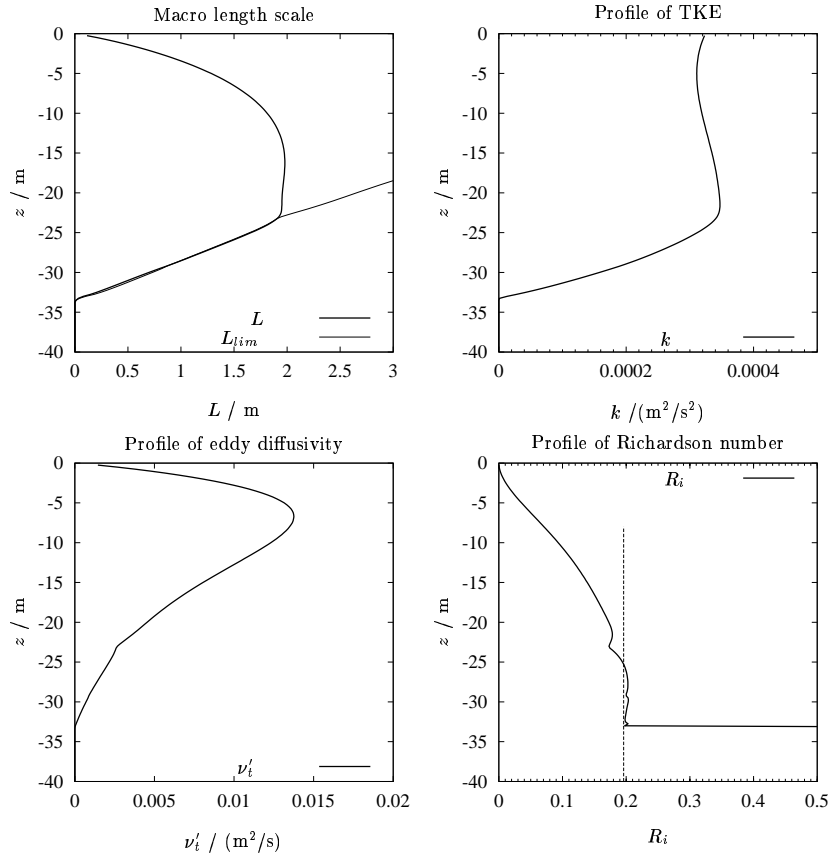 Macro length scale
0
-5
-10
-15
-20
-25
-30
-35
-40
z / m
L
L_{lim}
0 0.5 1 1.5 2 2.5 3
L / m
Profile of TKE
0
-5
-10
-15
-20
-25
-30
-35
-40
z / m
k
0 0.0002 0.0004
k /(m²/s²)
Profile of eddy diffusivity
0
-5
-10
-15
-20
-25
-30
-35
-40
z / m
ν′_t
0 0.005 0.01 0.015 0.02
ν′_t / (m²/s)
Profile of Richardson number
0
-5
-10
-15
-20
-25
-30
-35
-40
z / m
R_i
0 0.1 0.2 0.3 0.4 0.5
R_i